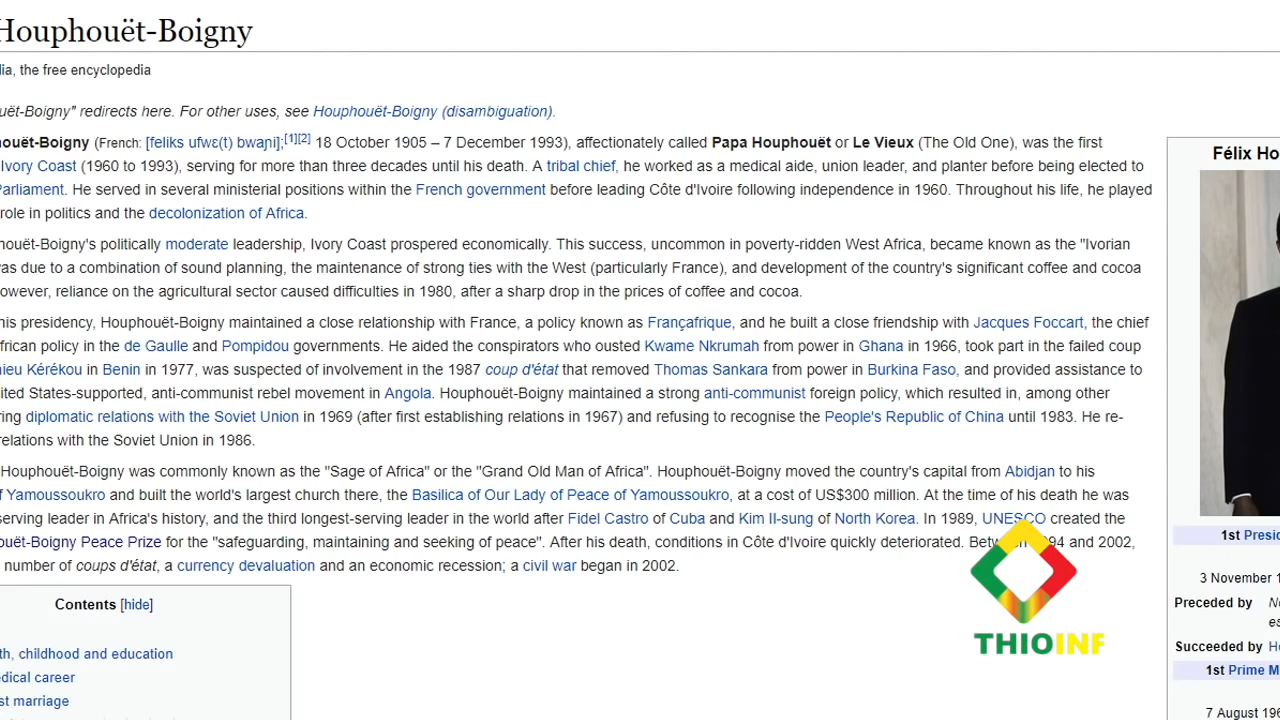 Houphouët-Boigny
dia, the free encyclopedia
uët-Boigny" redirects here. For other uses, see Houphouët-Boigny (disambiguation).
houët-Boigny (French: [feliks ufwɛ(t) bwaɲi];[1][2] 18 October 1905 – 7 December 1993), affectionately called Papa Houphouët or Le Vieux (The Old One), was the first
Ivory Coast (1960 to 1993), serving for more than three decades until his death. A tribal chief, he worked as a medical aide, union leader, and planter before being elected to
Parliament. He served in several ministerial positions within the French government before leading Côte d'Ivoire following independence in 1960. Throughout his life, he played
role in politics and the decolonization of Africa.
houët-Boigny's politically moderate leadership, Ivory Coast prospered economically. This success, uncommon in poverty-ridden West Africa, became known as the "Ivorian
as due to a combination of sound planning, the maintenance of strong ties with the West (particularly France), and development of the country's significant coffee and cocoa
owever, reliance on the agricultural sector caused difficulties in 1980, after a sharp drop in the prices of coffee and cocoa.
his presidency, Houphouët-Boigny maintained a close relationship with France, a policy known as Françafrique, and he built a close friendship with Jacques Foccart, the chief
frican policy in the de Gaulle and Pompidou governments. He aided the conspirators who ousted Kwame Nkrumah from power in Ghana in 1966, took part in the failed coup
ieu Kérékou in Benin in 1977, was suspected of involvement in the 1987 coup d'état that removed Thomas Sankara from power in Burkina Faso, and provided assistance to
ited States-supported, anti-communist rebel movement in Angola. Houphouët-Boigny maintained a strong anti-communist foreign policy, which resulted in, among other
ring diplomatic relations with the Soviet Union in 1969 (after first establishing relations in 1967) and refusing to recognise the People's Republic of China until 1983. He re-
relations with the Soviet Union in 1986.
Houphouët-Boigny was commonly known as the "Sage of Africa" or the "Grand Old Man of Africa". Houphouët-Boigny moved the country's capital from Abidjan to his
f Yamoussoukro and built the world's largest church there, the Basilica of Our Lady of Peace of Yamoussoukro, at a cost of US$300 million. At the time of his death he was
serving leader in Africa's history, and the third longest-serving leader in the world after Fidel Castro of Cuba and Kim Il-sung of North Korea. In 1989, UNESCO created the
ouët-Boigny Peace Prize for the "safeguarding, maintaining and seeking of peace". After his death, conditions in Côte d'Ivoire quickly deteriorated. and 2002,
number of coups d'état, a currency devaluation and an economic recession; a civil war began in 2002.
Contents [hide]
th, childhood and education
edical career
st marriage
THIOINF
Félix Ho
1st Presid
3 November 1
Preceded by
Succeeded by
1st Prime M
7 August 196